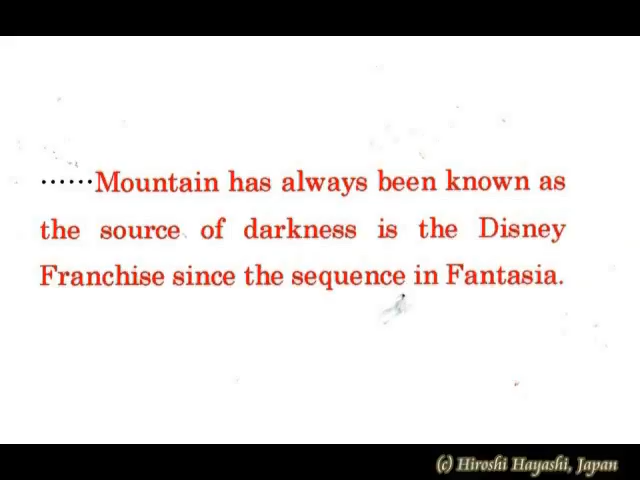 ......Mountain has always been known as
the source of darkness is the Disney
Franchise since the sequence in Fantasia.
(c) Hiroshi Hayashi, Japan